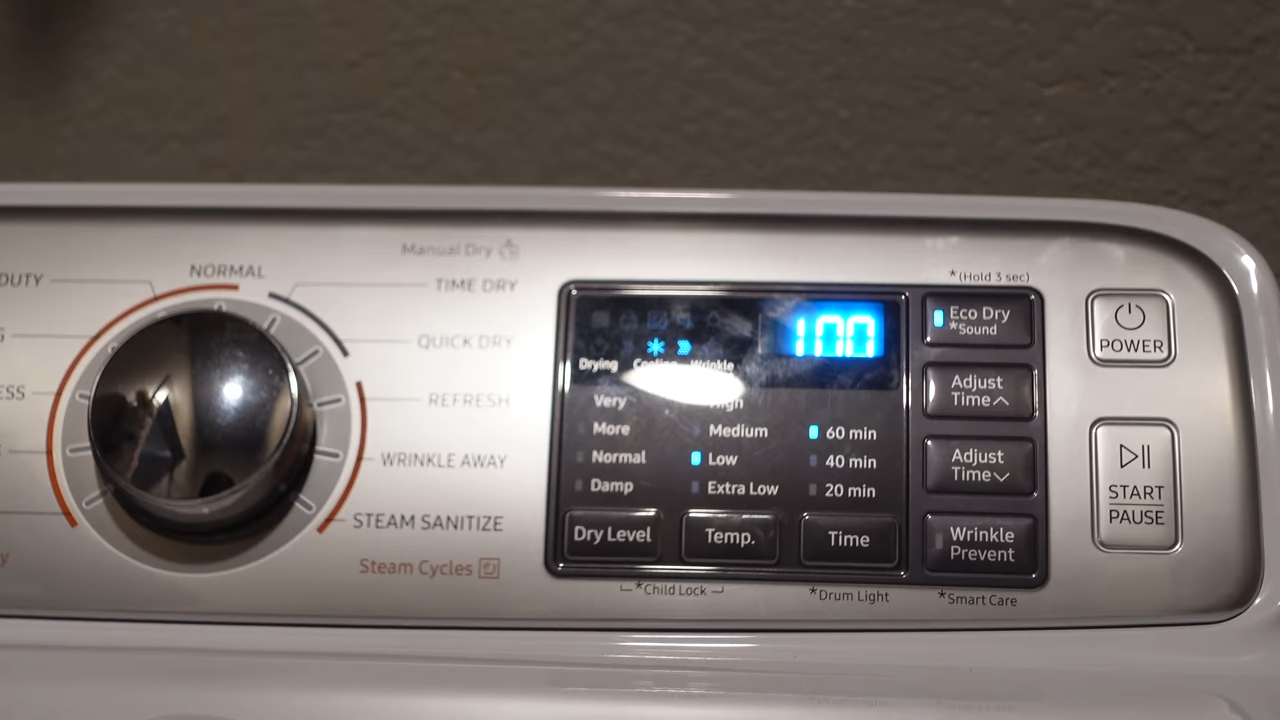 Manual Dry
NORMAL
DUTY
TIME DRY
G
QUICK DRY
ESS
REFRESH
WRINKLE AWAY
STEAM SANITIZE
y
Steam Cycles
100
Drying Cooling Wrinkle
Very High
More Medium 60 min
Normal Low 40 min
Damp Extra Low 20 min
Dry Level Temp. Time
*Child Lock *Drum Light
*(Hold 3 sec)
Eco Dry
*Sound
Adjust
Time
Adjust
Time
Wrinkle
Prevent
*Smart Care
POWER
START
PAUSE